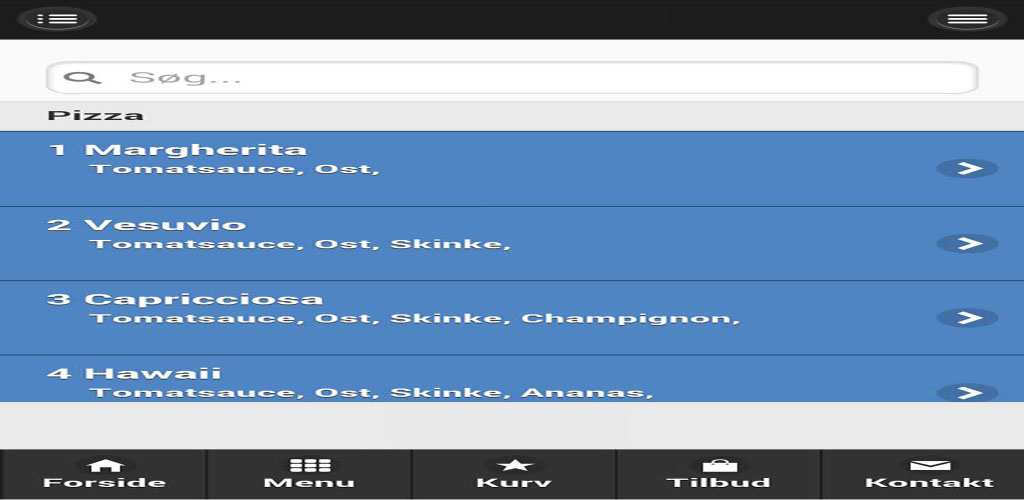 Søg...
Pizza
1 Margherita
Tomatsauce, Ost,
2 Vesuvio
Tomatsauce, Ost, Skinke,
3 Capricciosa
Tomatsauce, Ost, Skinke, Champignon,
4 Hawaii
Tomatsauce, Ost, Skinke, Ananas,
Forside Menu Kurv Tilbud Kontakt